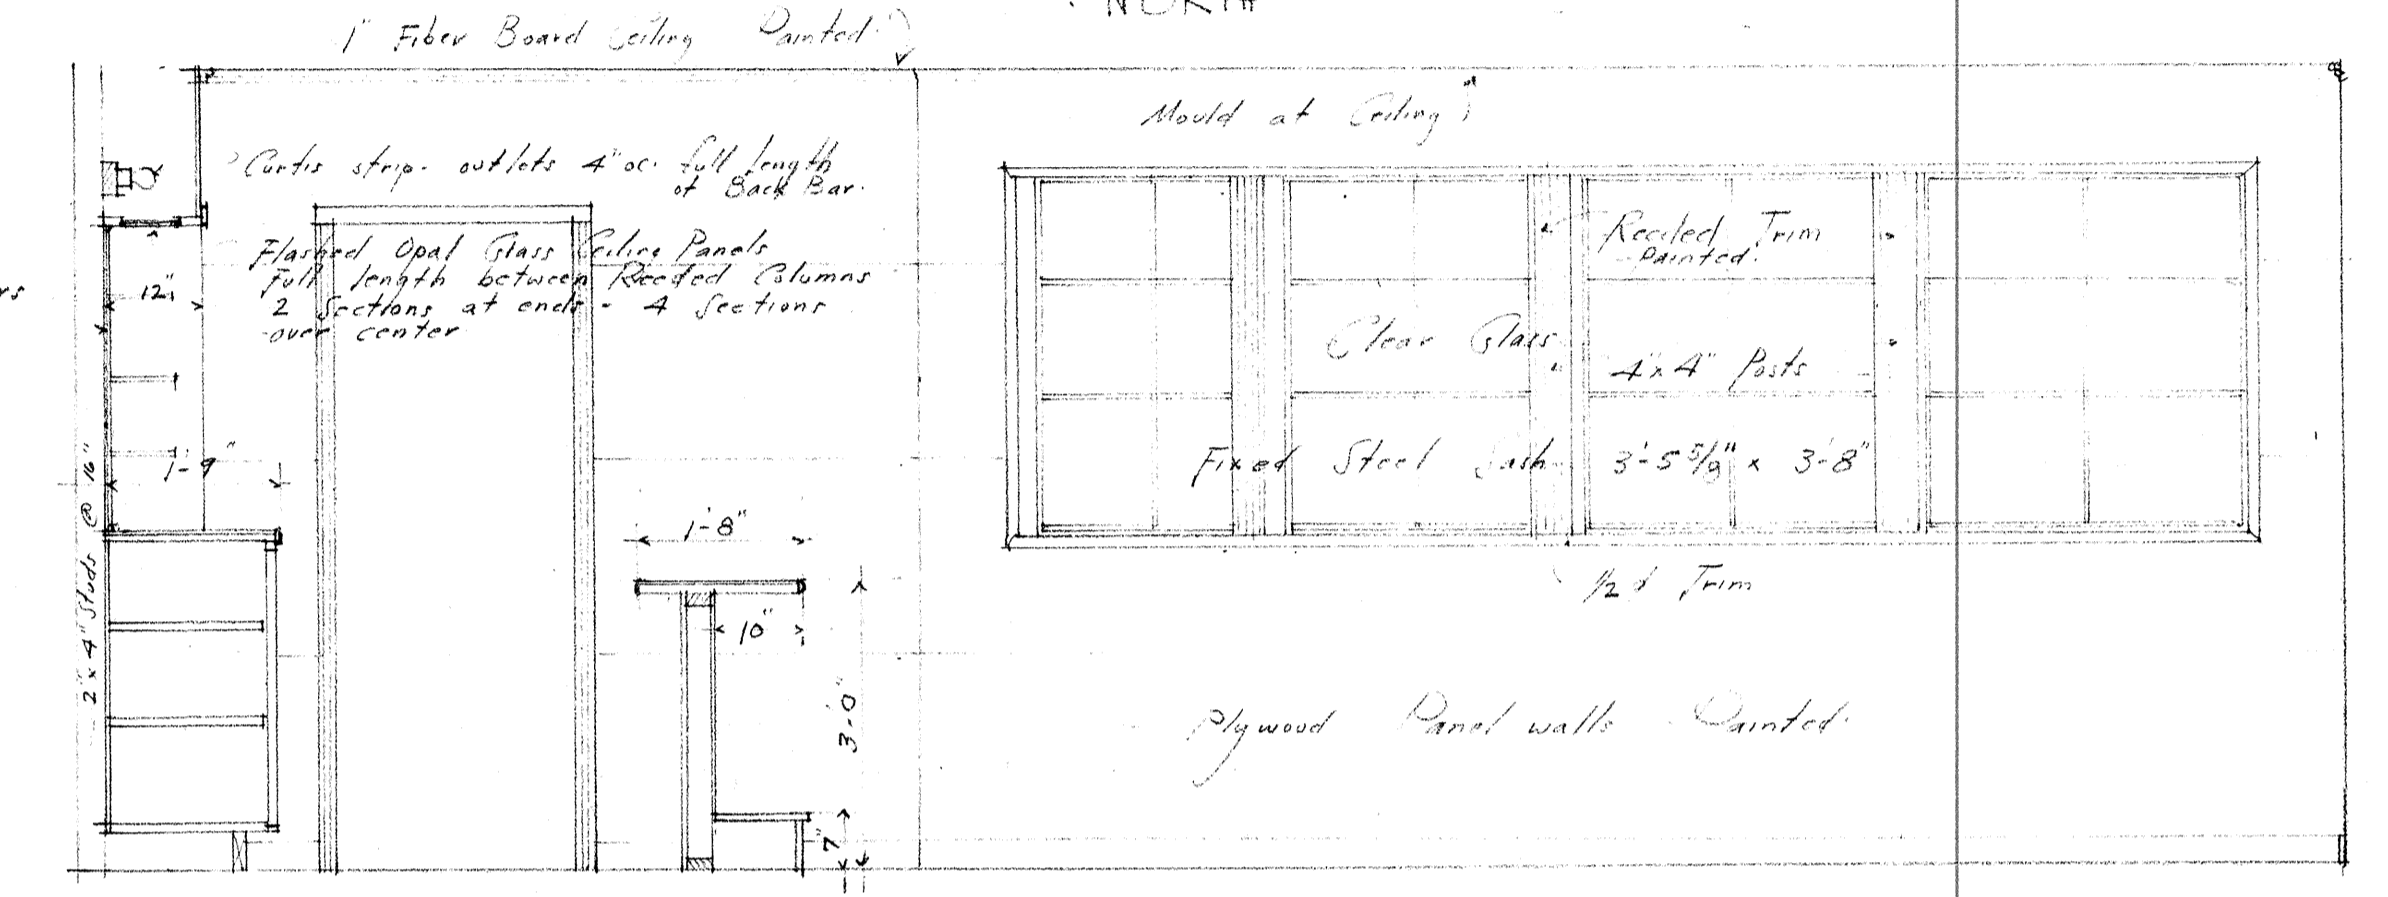 NORTH
1" Fiber Board Ceiling Painted
Mould at Ceiling
Curtis strip- outlets 4" oc. full length
of Back Bar.
Flashed Opal Glass Ceiling Panels
Full length between Reeded Columns
2 Sections at ends - 4 Sections
over center
Reeded Trim
Painted.
12"
Clear Glass
4"x4" Posts
1'-9"
Fixed Steel Sash 3'-5 5/8" x 3'-8"
2"x4" Studs @ 16"
1'-8"
1/2 Trim
10"
3'-0"
Plywood Panel walls Painted.
7"